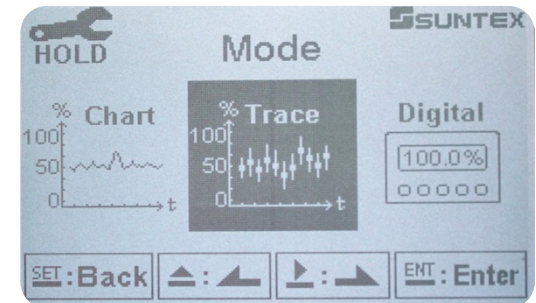 HOLD
Mode
SUNTEX
% Chart
100
50
0
t
% Trace
100
50
0
t
Digital
100.0%
SET:Back
:
:
ENT:Enter